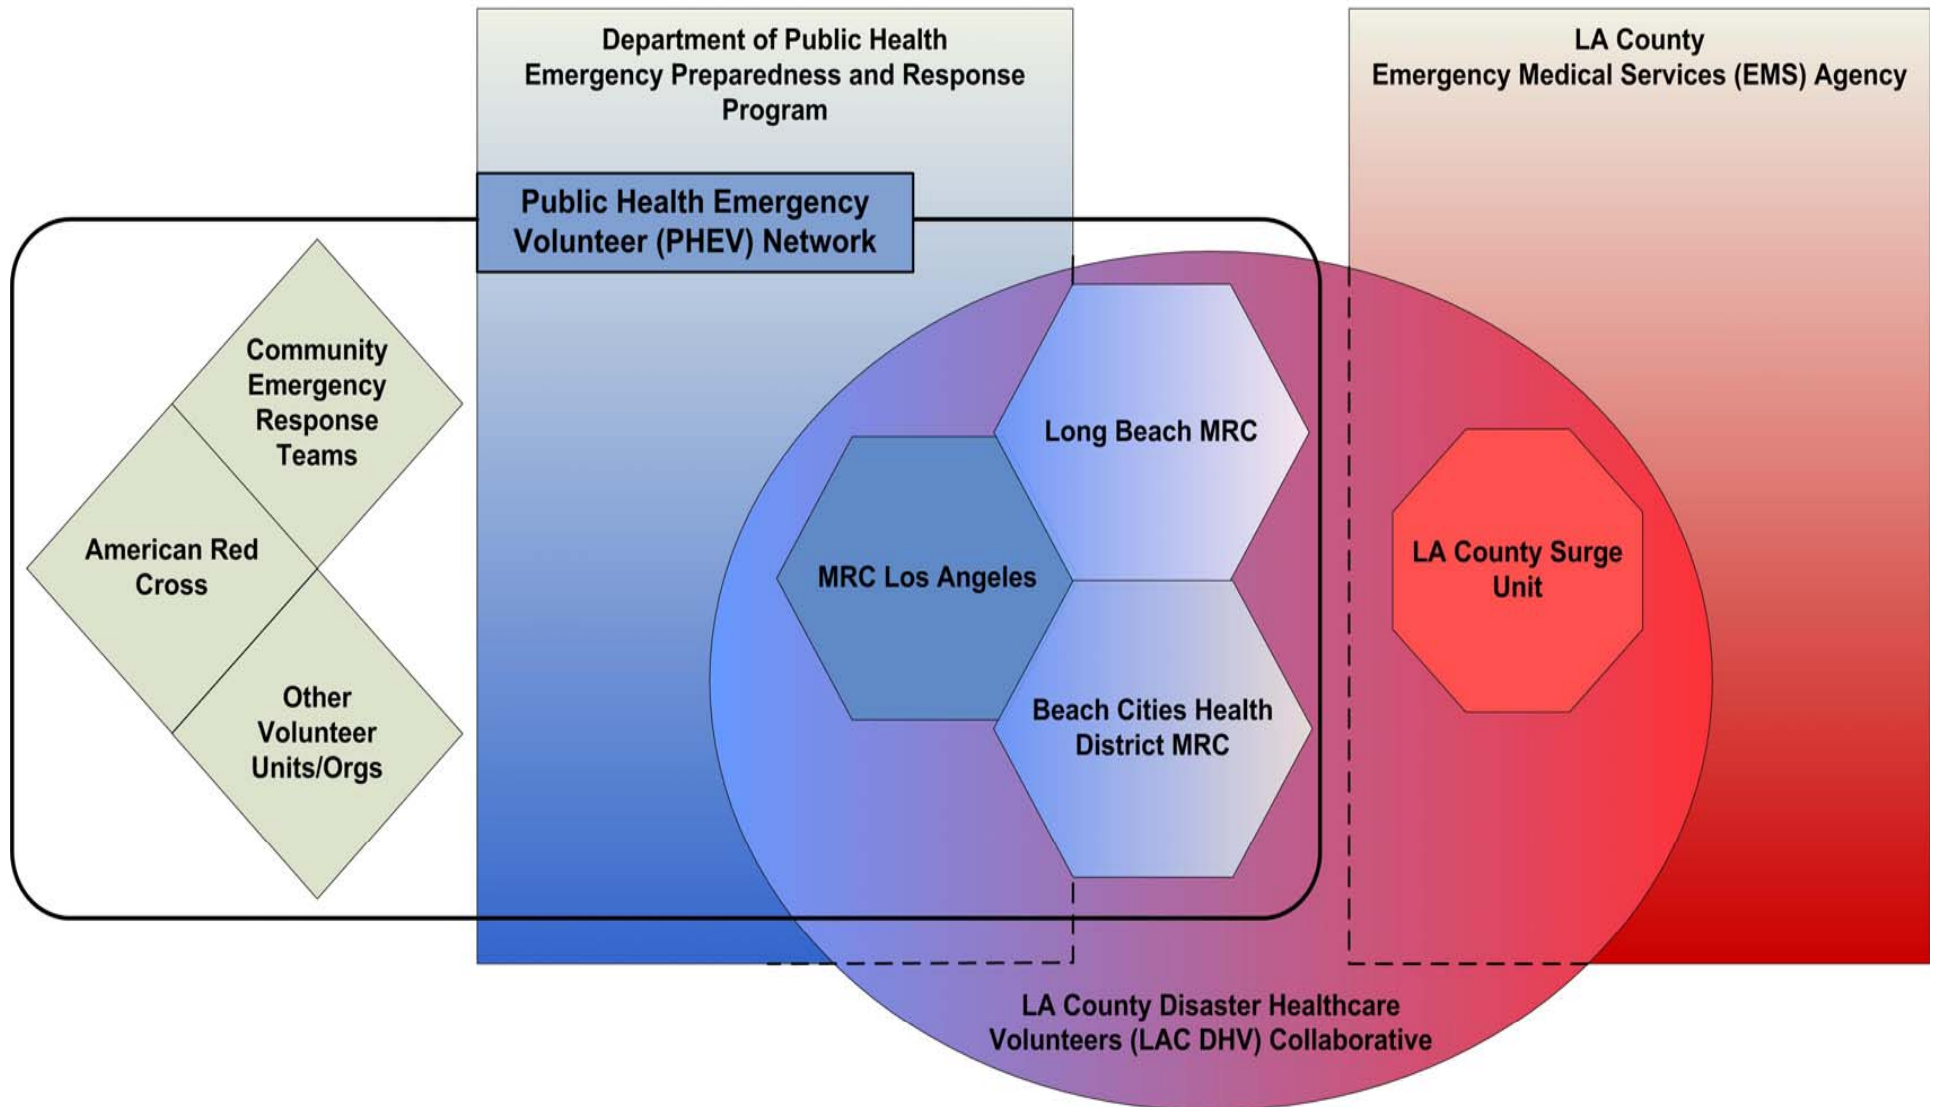 Department of Public Health
Emergency Preparedness and Response
Program
LA County
Emergency Medical Services (EMS) Agency
Public Health Emergency
Volunteer (PHEV) Network
Community
Emergency
Response
Teams
American Red
Cross
Other
Volunteer
Units/Orgs
Long Beach MRC
MRC Los Angeles
Beach Cities Health
District MRC
LA County Surge
Unit
LA County Disaster Healthcare
Volunteers (LAC DHV) Collaborative